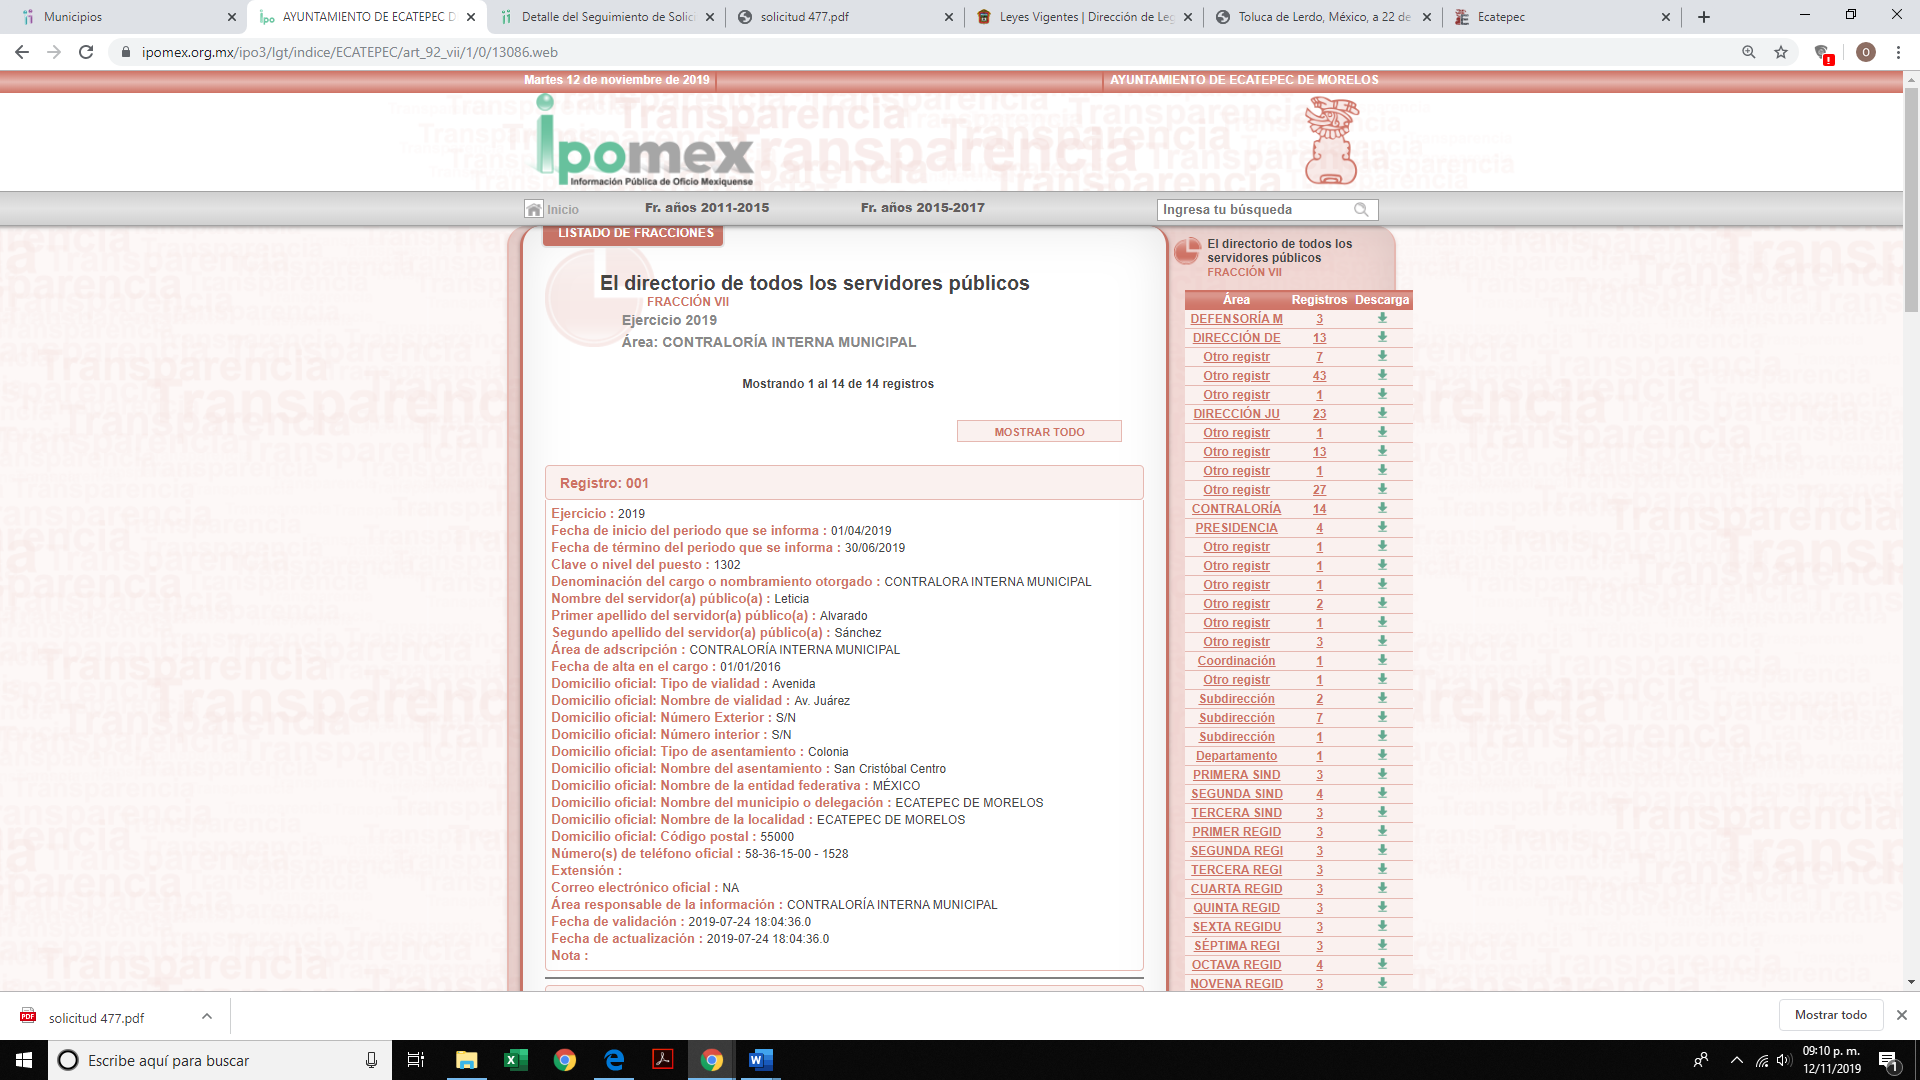 Municipios
AYUNTAMIENTO DE ECATEPEC D
Detalle del Seguimiento de Solici
solicitud 477.pdf
Leyes Vigentes | Dirección de Leg
Toluca de Lerdo, México, a 22 de
Ecatepec
ipomex.org.mx/ipo3/lgt/indice/ECATEPEC/art_92_vii/1/0/13086.web
O
Martes 12 de noviembre de 2019
AYUNTAMIENTO DE ECATEPEC DE MORELOS
Transparencia
ipomex
Información Pública de Oficio Mexiquense
Inicio
Fr. años 2011-2015
Fr. años 2015-2017
Ingresa tu búsqueda
LISTADO DE FRACCIONES
El directorio de todos los servidores públicos
FRACCIÓN VII
Ejercicio 2019
Área: CONTRALORÍA INTERNA MUNICIPAL
Mostrando 1 al 14 de 14 registros
MOSTRAR TODO
Registro: 001
Ejercicio : 2019
Fecha de inicio del periodo que se informa : 01/04/2019
Fecha de término del periodo que se informa : 30/06/2019
Clave o nivel del puesto : 1302
Denominación del cargo o nombramiento otorgado : CONTRALORA INTERNA MUNICIPAL
Nombre del servidor(a) público(a) : Leticia
Primer apellido del servidor(a) público(a) : Alvarado
Segundo apellido del servidor(a) público(a) : Sánchez
Área de adscripción : CONTRALORÍA INTERNA MUNICIPAL
Fecha de alta en el cargo : 01/01/2016
Domicilio oficial: Tipo de vialidad : Avenida
Domicilio oficial: Nombre de vialidad : Av. Juárez
Domicilio oficial: Número Exterior : S/N
Domicilio oficial: Número interior : S/N
Domicilio oficial: Tipo de asentamiento : Colonia
Domicilio oficial: Nombre del asentamiento : San Cristóbal Centro
Domicilio oficial: Nombre de la entidad federativa : MÉXICO
Domicilio oficial: Nombre del municipio o delegación : ECATEPEC DE MORELOS
Domicilio oficial: Nombre de la localidad : ECATEPEC DE MORELOS
Domicilio oficial: Código postal : 55000
Número(s) de teléfono oficial : 58-36-15-00 - 1528
Extensión :
Correo electrónico oficial : NA
Área responsable de la información : CONTRALORÍA INTERNA MUNICIPAL
Fecha de validación : 2019-07-24 18:04:36.0
Fecha de actualización : 2019-07-24 18:04:36.0
Nota :
El directorio de todos los
servidores públicos
FRACCIÓN VII
Área Registros Descarga
DEFENSORÍA M 3
DIRECCIÓN DE 13
Otro registr 7
Otro registr 43
Otro registr 1
DIRECCIÓN JU 23
Otro registr 1
Otro registr 13
Otro registr 1
Otro registr 27
CONTRALORÍA 14
PRESIDENCIA 4
Otro registr 1
Otro registr 1
Otro registr 1
Otro registr 2
Otro registr 1
Otro registr 3
Coordinación 1
Otro registr 1
Subdirección 2
Subdirección 7
Subdirección 1
Departamento 1
PRIMERA SIND 3
SEGUNDA SIND 4
TERCERA SIND 3
PRIMER REGID 3
SEGUNDA REGI 3
TERCERA REGI 3
CUARTA REGID 3
QUINTA REGID 3
SEXTA REGIDU 3
SÉPTIMA REGI 3
OCTAVA REGID 4
NOVENA REGID 3
solicitud 477.pdf
Mostrar todo
Escribe aquí para buscar
09:10 p. m.
12/11/2019
1